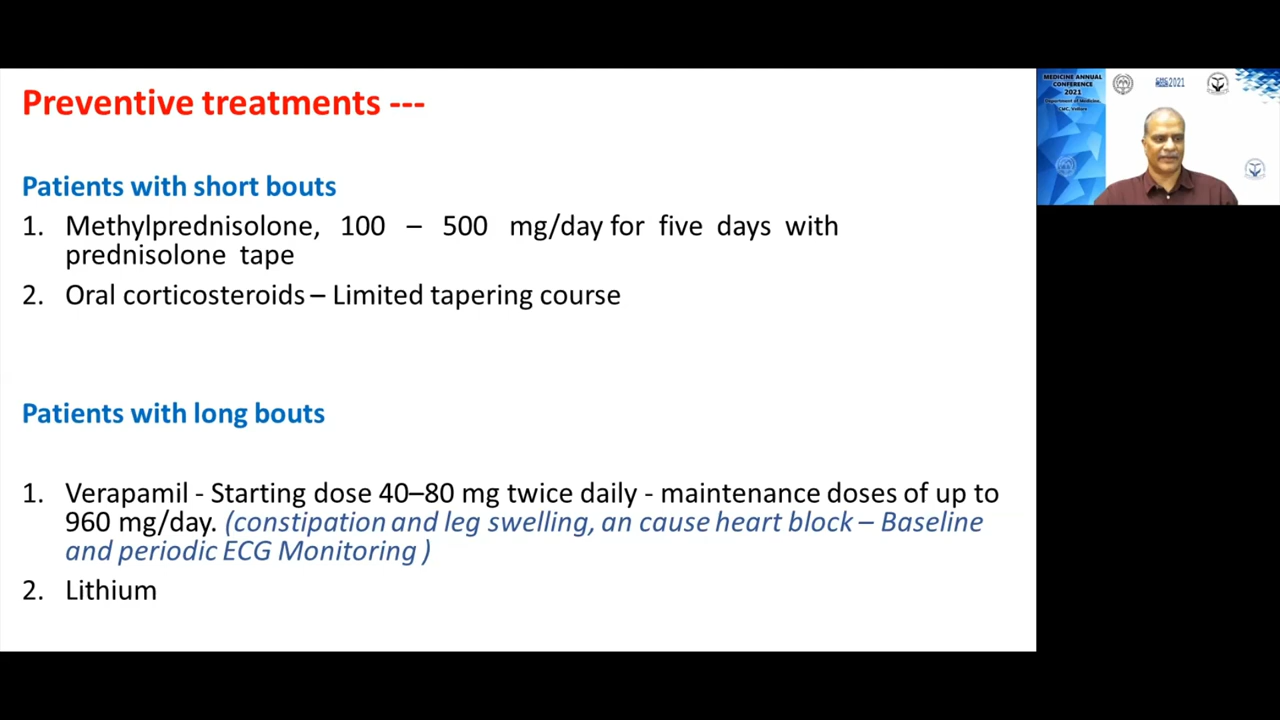 Preventive treatments ---
Patients with short bouts
1. Methylprednisolone, 100 – 500 mg/day for five days with
prednisolone tape
2. Oral corticosteroids – Limited tapering course
Patients with long bouts
1. Verapamil - Starting dose 40–80 mg twice daily - maintenance doses of up to
960 mg/day. (constipation and leg swelling, an cause heart block – Baseline
and periodic ECG Monitoring )
2. Lithium
MEDICINE ANNUAL
CONFERENCE
2021
Department of Medicine,
CMC, Vellore